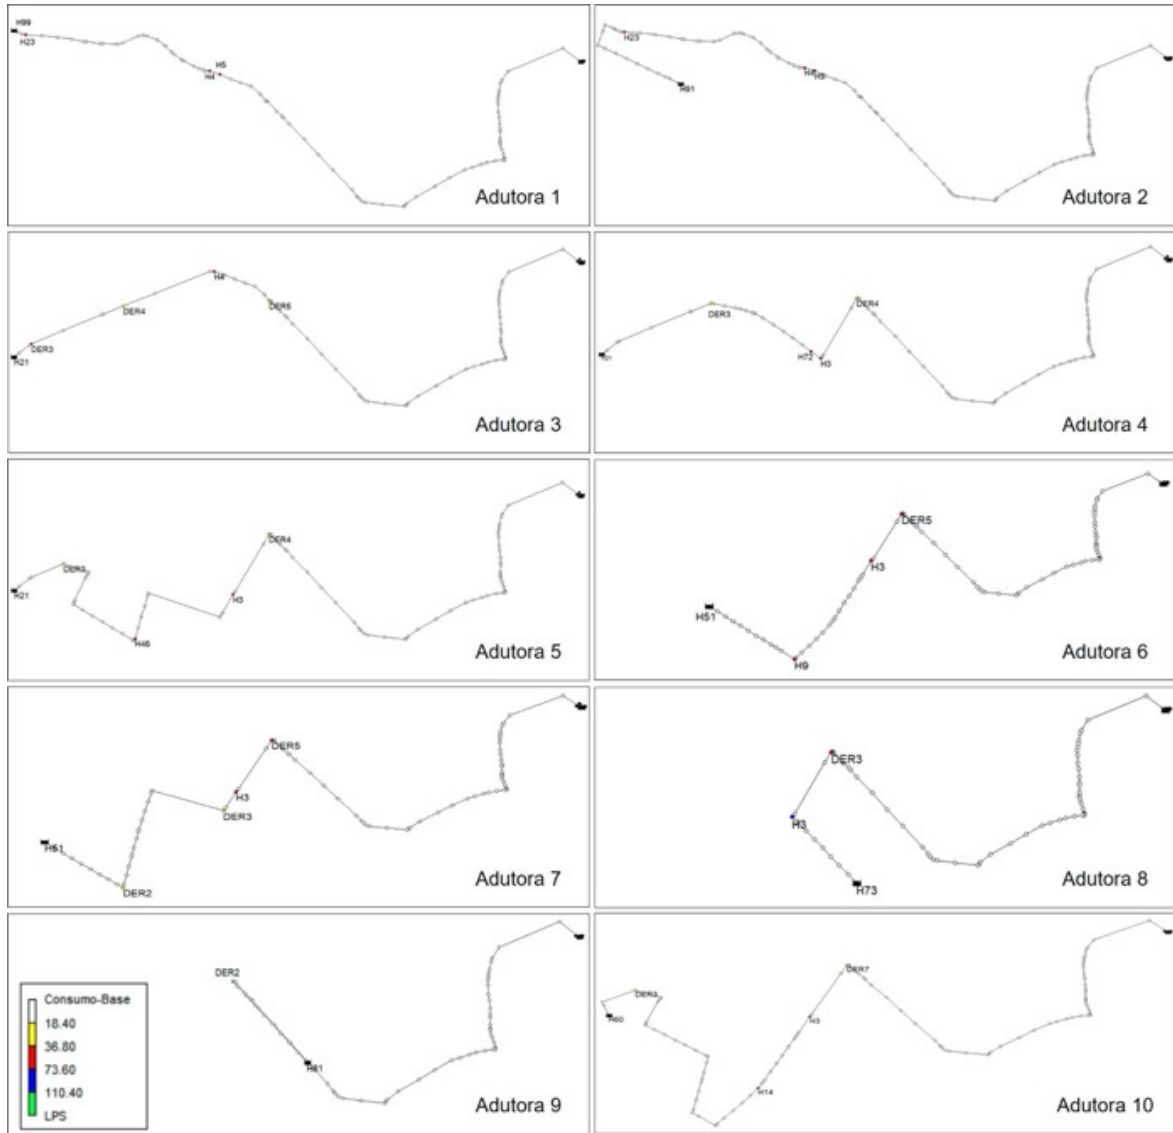 H99
H23
H5
H4
Adutora 1
H23
H4
H5
H91
Adutora 2
H4
DER4
DER5
DER3
H21
Adutora 3
DER4
DER3
H72
H3
Adutora 4
DER4
DER3
H21
H3
H46
Adutora 5
DER5
H3
H51
H9
Adutora 6
DER5
H3
DER3
H51
DER2
Adutora 7
DER3
H3
H73
Adutora 8
DER2
H81
Consumo-Base
18.40
36.80
73.60
110.40
LPS
Adutora 9
DER7
DER3
H3
H60
H14
Adutora 10